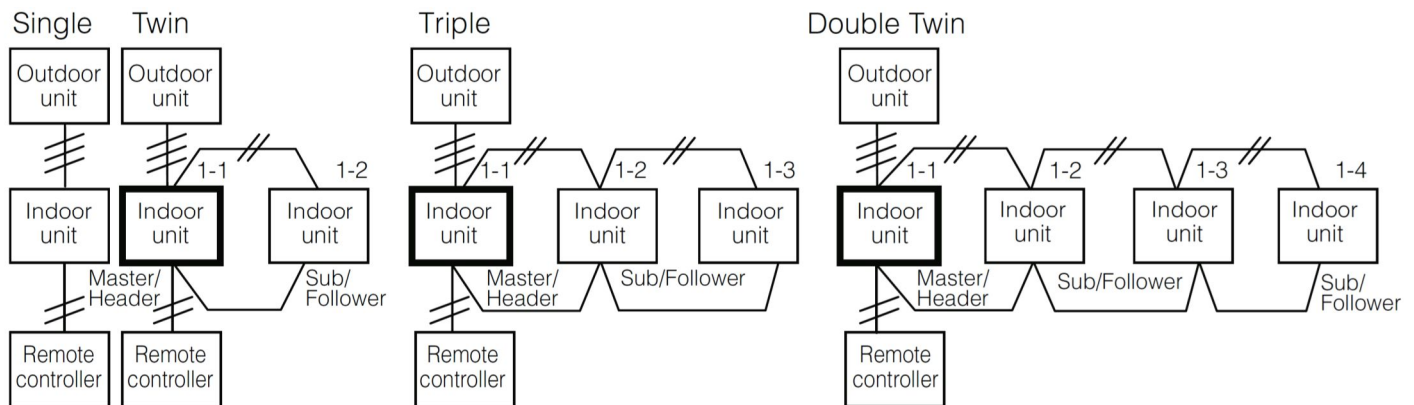 Single
Outdoor
unit
Indoor
unit
Remote
controller
Twin
Outdoor
unit
1-1
1-2
Indoor
unit
Indoor
unit
Master/
Header
Sub/
Follower
Remote
controller
Triple
Outdoor
unit
1-1
1-2
1-3
Indoor
unit
Indoor
unit
Indoor
unit
Master/
Header
Sub/Follower
Remote
controller
Double Twin
Outdoor
unit
1-1
1-2
1-3
1-4
Indoor
unit
Indoor
unit
Indoor
unit
Indoor
unit
Master/
Header
Sub/Follower
Sub/
Follower
Remote
controller